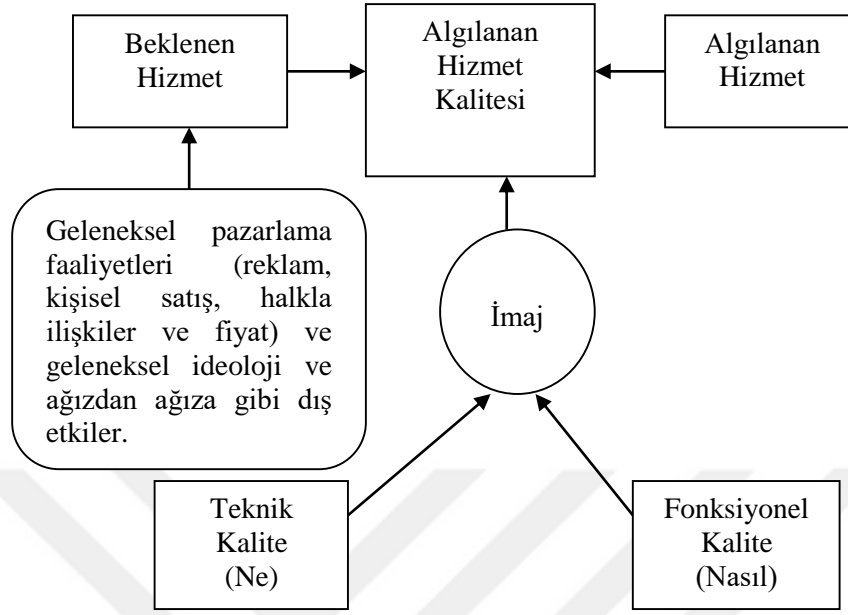 Beklenen
Hizmet
Algılanan
Hizmet
Kalitesi
Algılanan
Hizmet
Geleneksel pazarlama
faaliyetleri (reklam,
kişisel satış, halkla
ilişkiler ve fiyat) ve
geleneksel ideoloji ve
ağızdan ağıza gibi dış
etkiler.
İmaj
Teknik
Kalite
(Ne)
Fonksiyonel
Kalite
(Nasıl)